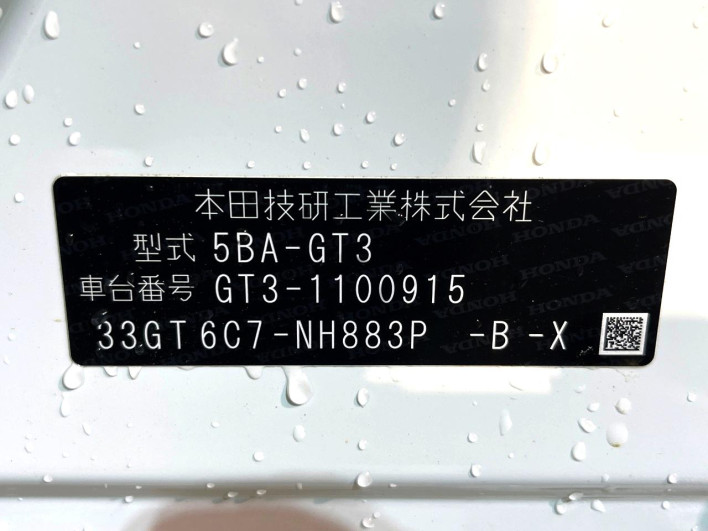 本田技研工業株式会社
型式 5BA-GT3
車台番号 GT3-1100915
33GT6C7-NH883P -B -X